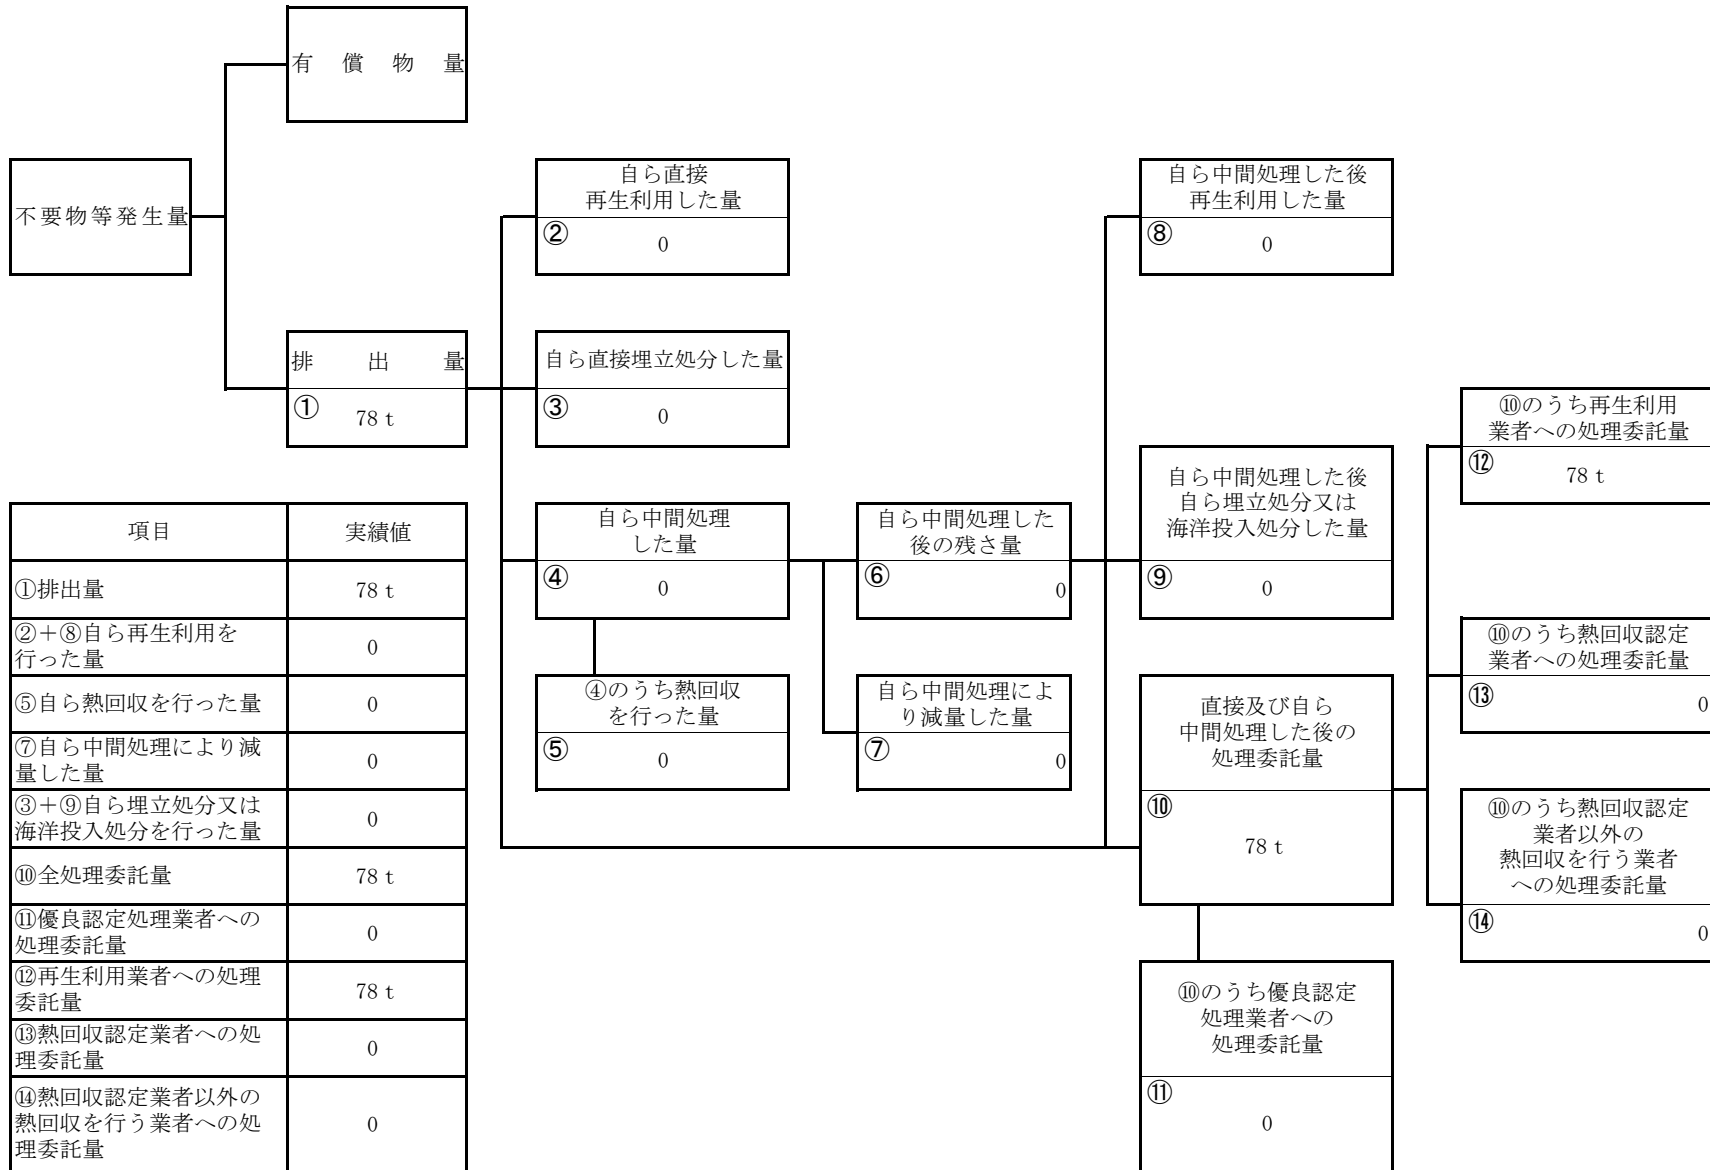 有償物量
不要物等発生量
自ら直接
再生利用した量
②
0
自ら中間処理した後
再生利用した量
⑧
0
排出量
①
78 t
自ら直接埋立処分した量
③
0
⑩のうち再生利用
業者への処理委託量
⑫
78 t
自ら中間処理
した量
④
0
自ら中間処理した
後の残さ量
⑥
0
自ら中間処理した後
自ら埋立処分又は
海洋投入処分した量
⑨
0
⑩のうち熱回収認定
業者への処理委託量
⑬
0
④のうち熱回収
を行った量
⑤
0
自ら中間処理によ
り減量した量
⑦
0
直接及び自ら
中間処理した後の
処理委託量
⑩
78 t
⑩のうち熱回収認定
業者以外の
熱回収を行う業者
への処理委託量
⑭
0
⑩のうち優良認定
処理業者への
処理委託量
⑪
0
項目 実績値
①排出量 78 t
②＋⑧自ら再生利用を
行った量 0
⑤自ら熱回収を行った量 0
⑦自ら中間処理により減
量した量 0
③＋⑨自ら埋立処分又は
海洋投入処分を行った量 0
⑩全処理委託量 78 t
⑪優良認定処理業者への
処理委託量 0
⑫再生利用業者への処理
委託量 78 t
⑬熱回収認定業者への処
理委託量 0
⑭熱回収認定業者以外の
熱回収を行う業者への処
理委託量 0